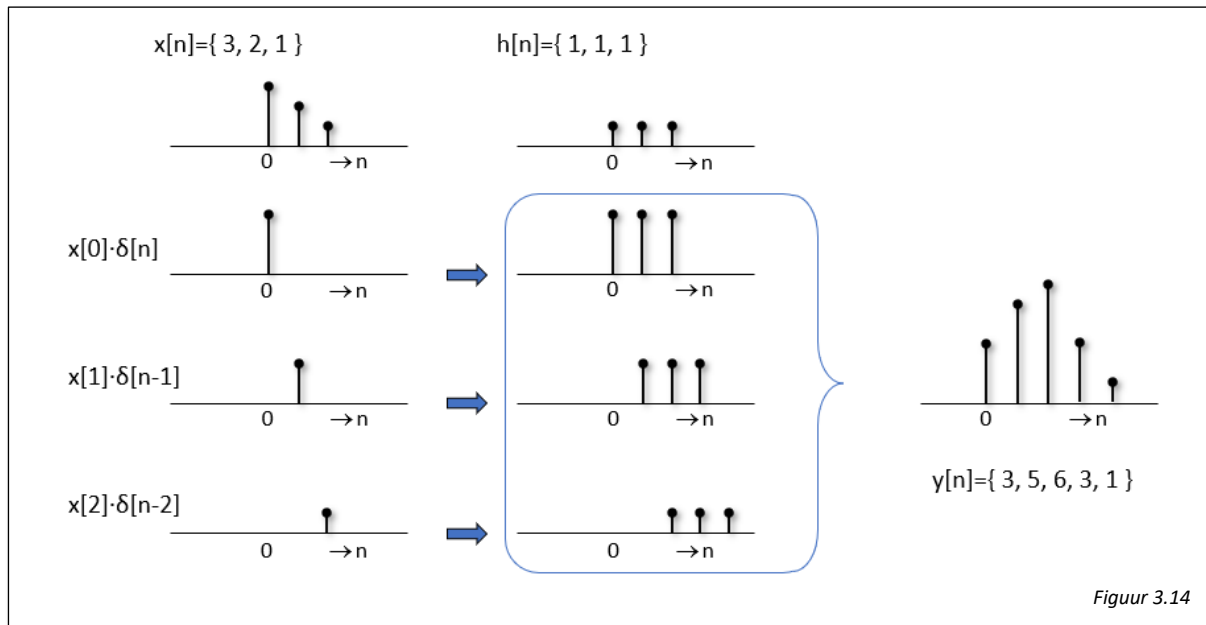 x[n]={ 3, 2, 1 }
h[n]={ 1, 1, 1 }
0 →n
0 →n
x[0]·δ[n]
0 →n
0 →n
x[1]·δ[n-1]
0 →n
0 →n
0 →n
y[n]={ 3, 5, 6, 3, 1 }
x[2]·δ[n-2]
0 →n
0 →n
Figuur 3.14